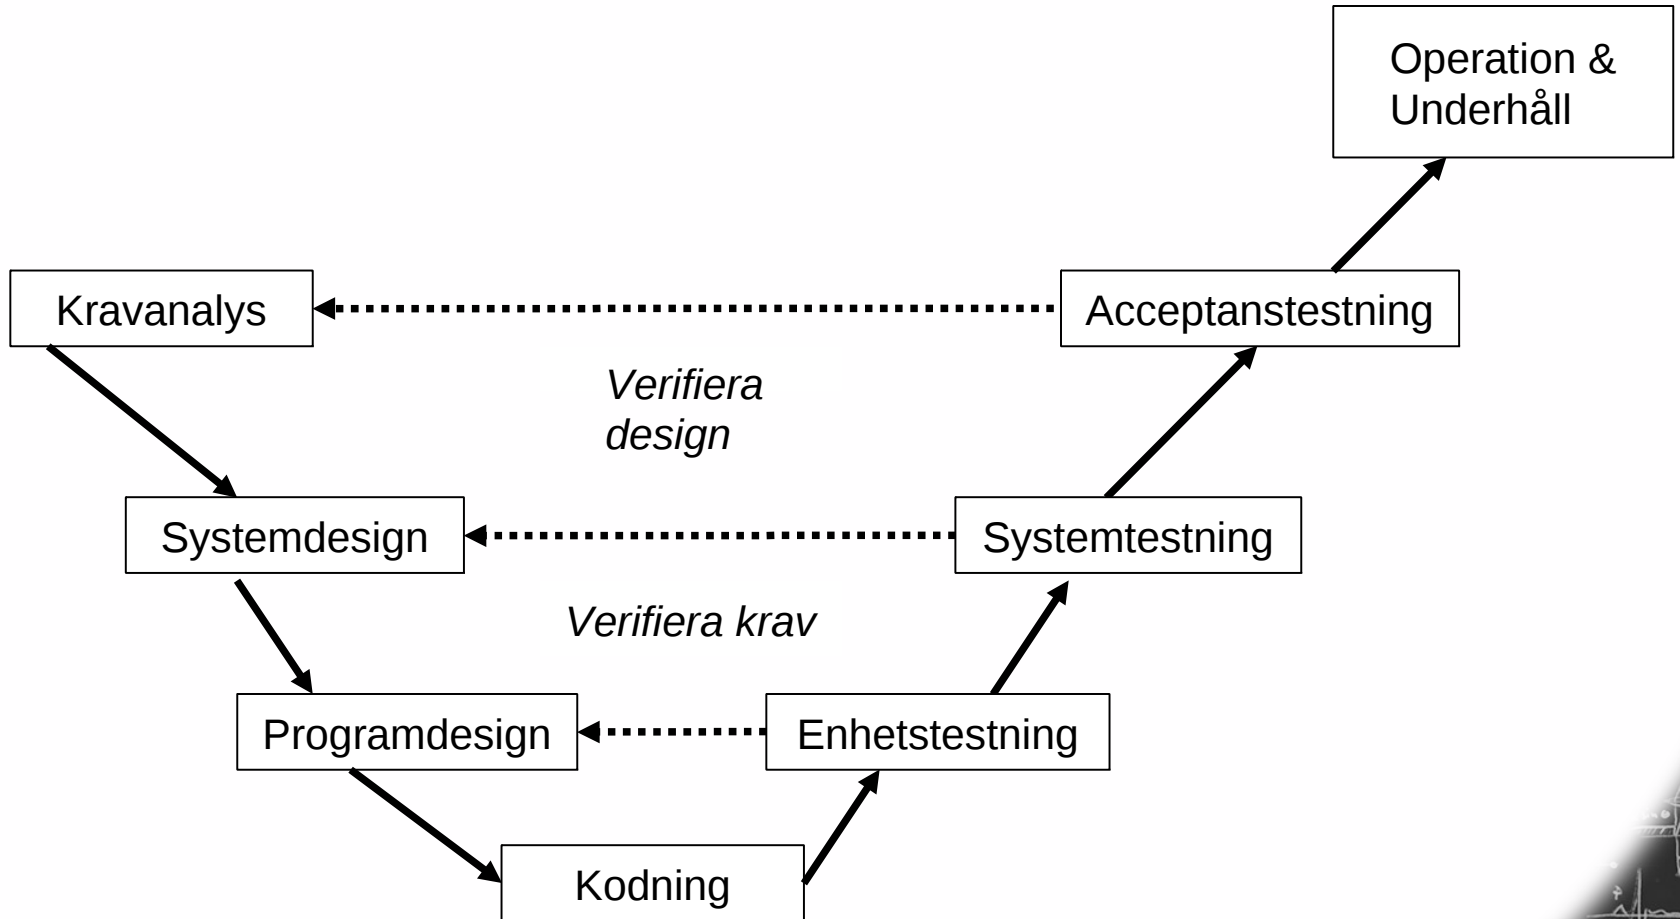 Operation &
Underhåll
Kravanalys
Acceptanstestning
Verifiera
design
Systemdesign
Systemtestning
Verifiera krav
Programdesign
Enhetstestning
Kodning